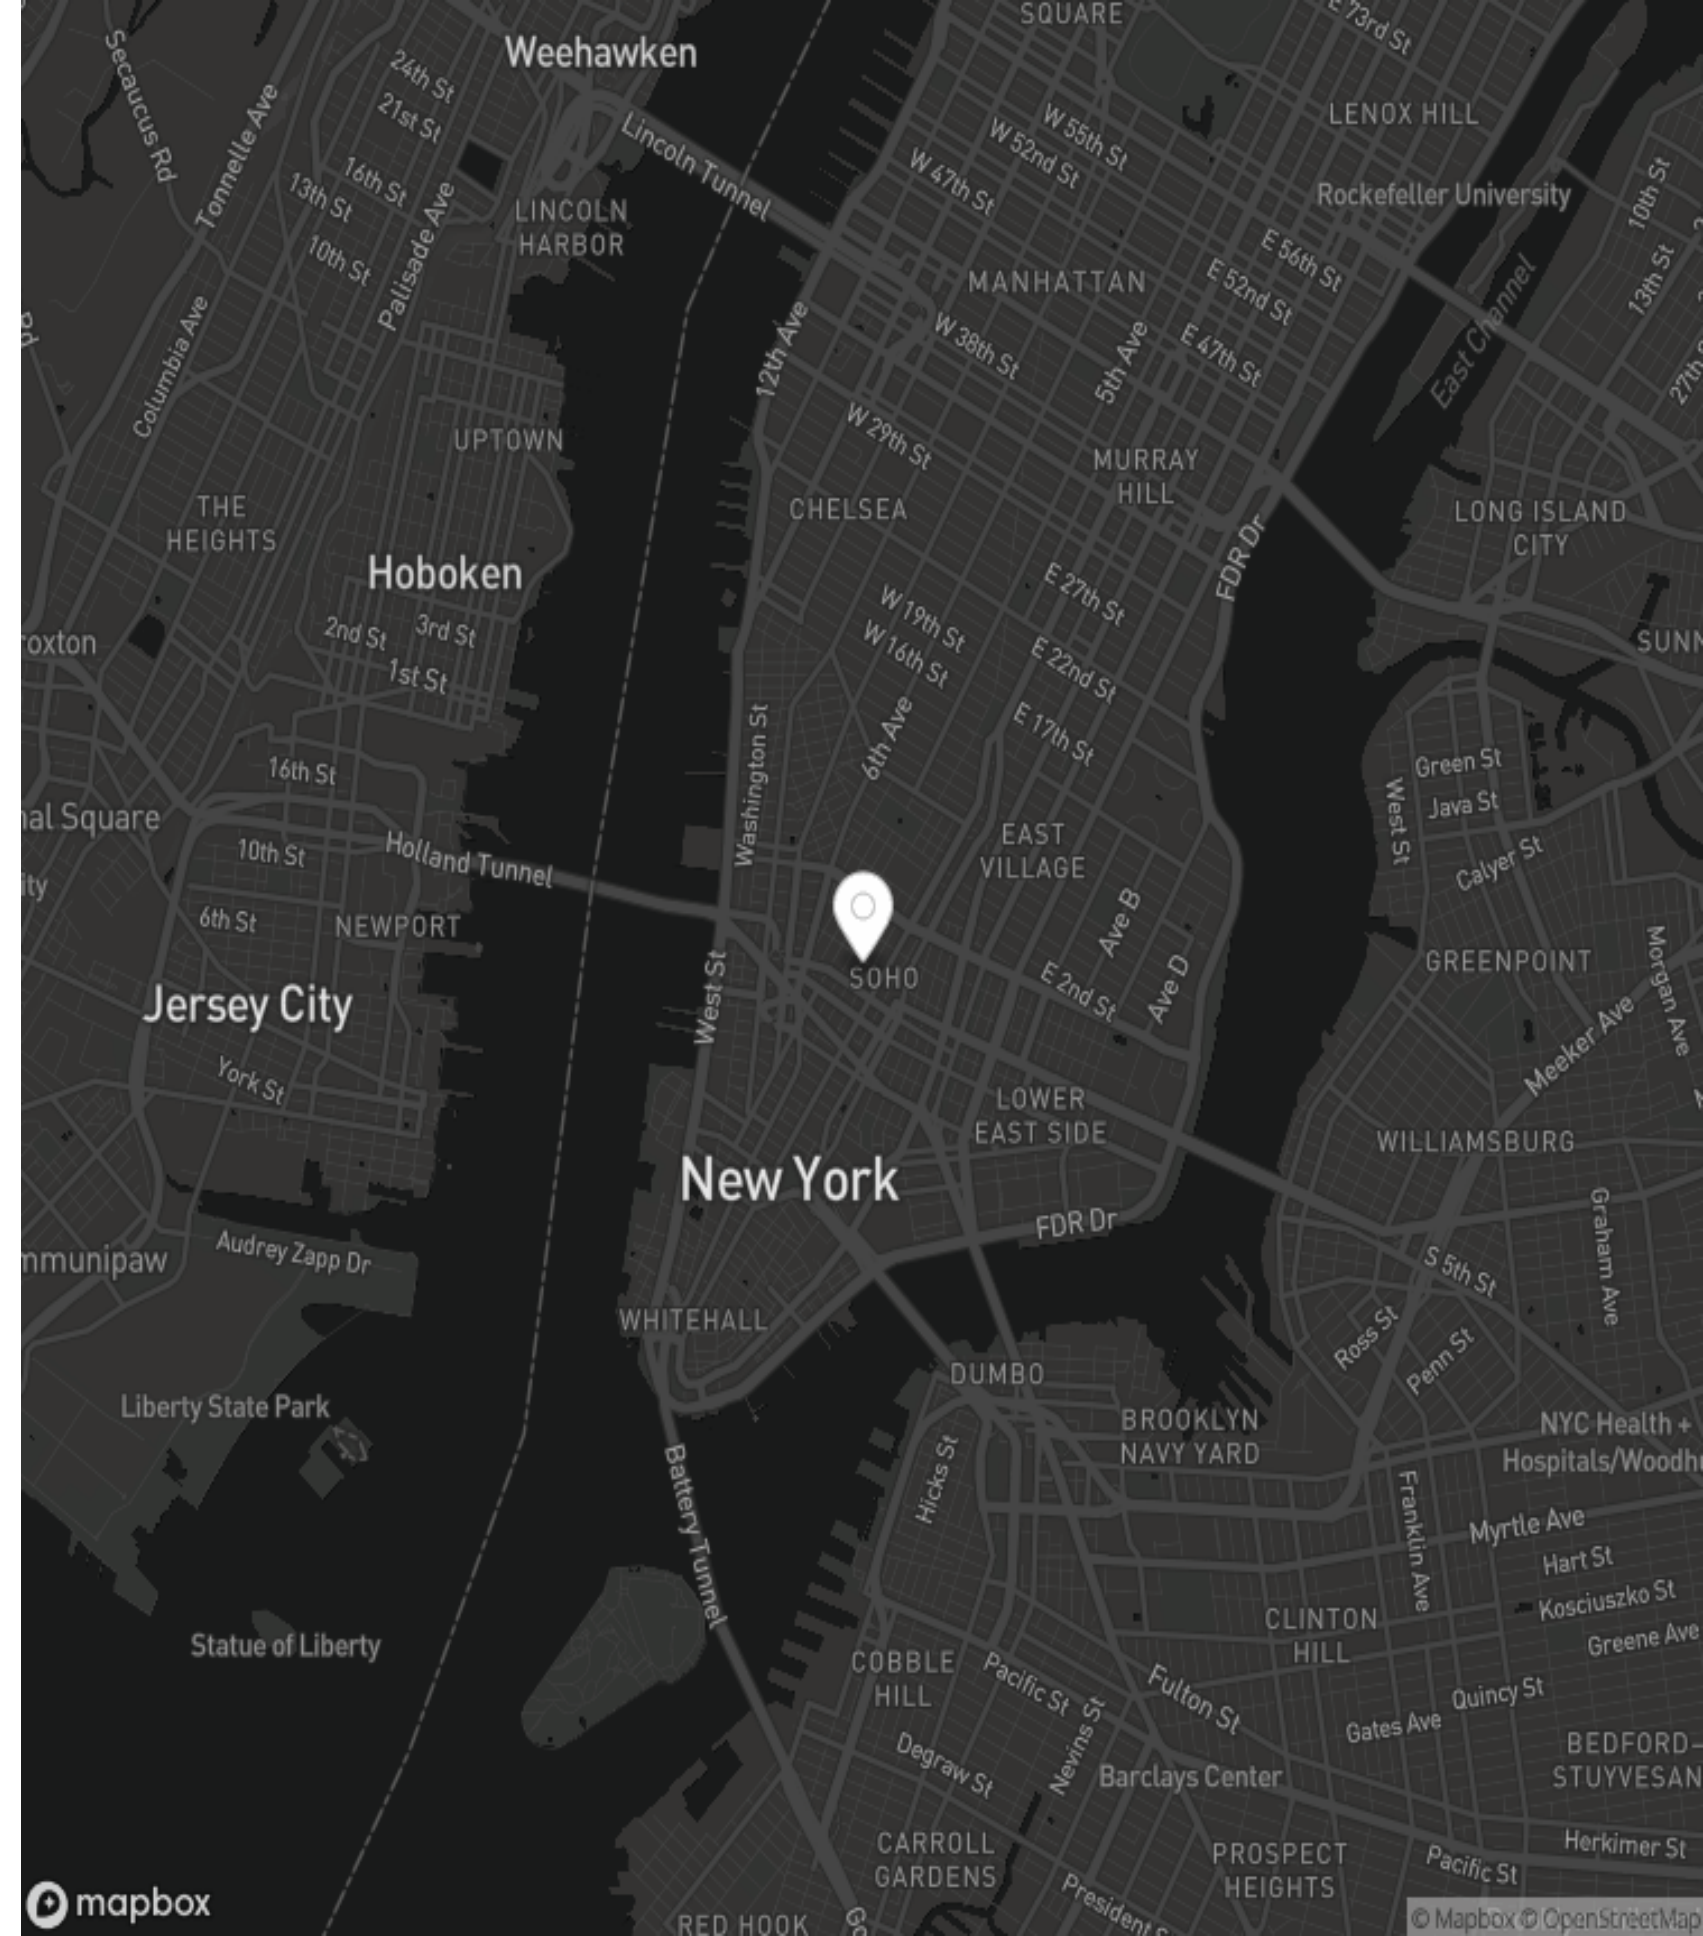 SQUARE
E 73rd St
Secaucus Rd
Weehawken
24th St
21st St
Tonnelle Ave
Lincoln Tunnel
W 55th St
W 52nd St
W 47th St
LENOX HILL
16th St
13th St
10th St
Palisade Ave
LINCOLN
HARBOR
Rockefeller University
10th St
13th St
E 56th St
E 52nd St
MANHATTAN
East Channel
Rd
Columbia Ave
12th Ave
W 38th St
5th Ave
E 47th St
27th
UPTOWN
W 29th St
MURRAY
HILL
CHELSEA
THE
HEIGHTS
LONG ISLAND
CITY
FDR Dr
Hoboken
E 27th St
W 19th St
W 16th St
2nd St
3rd St
1st St
E 22nd St
oxton
SUNN
E 17th St
6th Ave
Washington St
16th St
Green St
Java St
West St
nal Square
Holland Tunnel
10th St
EAST
VILLAGE
Calyer St
ity
6th St
NEWPORT
Ave B
GREENPOINT
Morgan Ave
SOHO
E 2nd St
Ave D
West St
Jersey City
Meeker Ave
York St
LOWER
EAST SIDE
WILLIAMSBURG
New York
FDR Dr
Graham Ave
mmunipaw
Audrey Zapp Dr
S 5th St
WHITEHALL
Ross St
Penn St
DUMBO
Liberty State Park
BROOKLYN
NAVY YARD
NYC Health +
Hospitals/Woodh
Battery Tunnel
Hicks St
Franklin Ave
Myrtle Ave
Hart St
Kosciuszko St
Greene Ave
Statue of Liberty
CLINTON
HILL
COBBLE
HILL
Pacific St
Fulton St
Quincy St
Gates Ave
Nevins St
Degraw St
Barclays Center
BEDFORD-
STUYVESAN
CARROLL
GARDENS
PROSPECT
HEIGHTS
Herkimer St
Pacific St
President S
RED HOOK
Go
mapbox
© Mapbox © OpenStreetMap